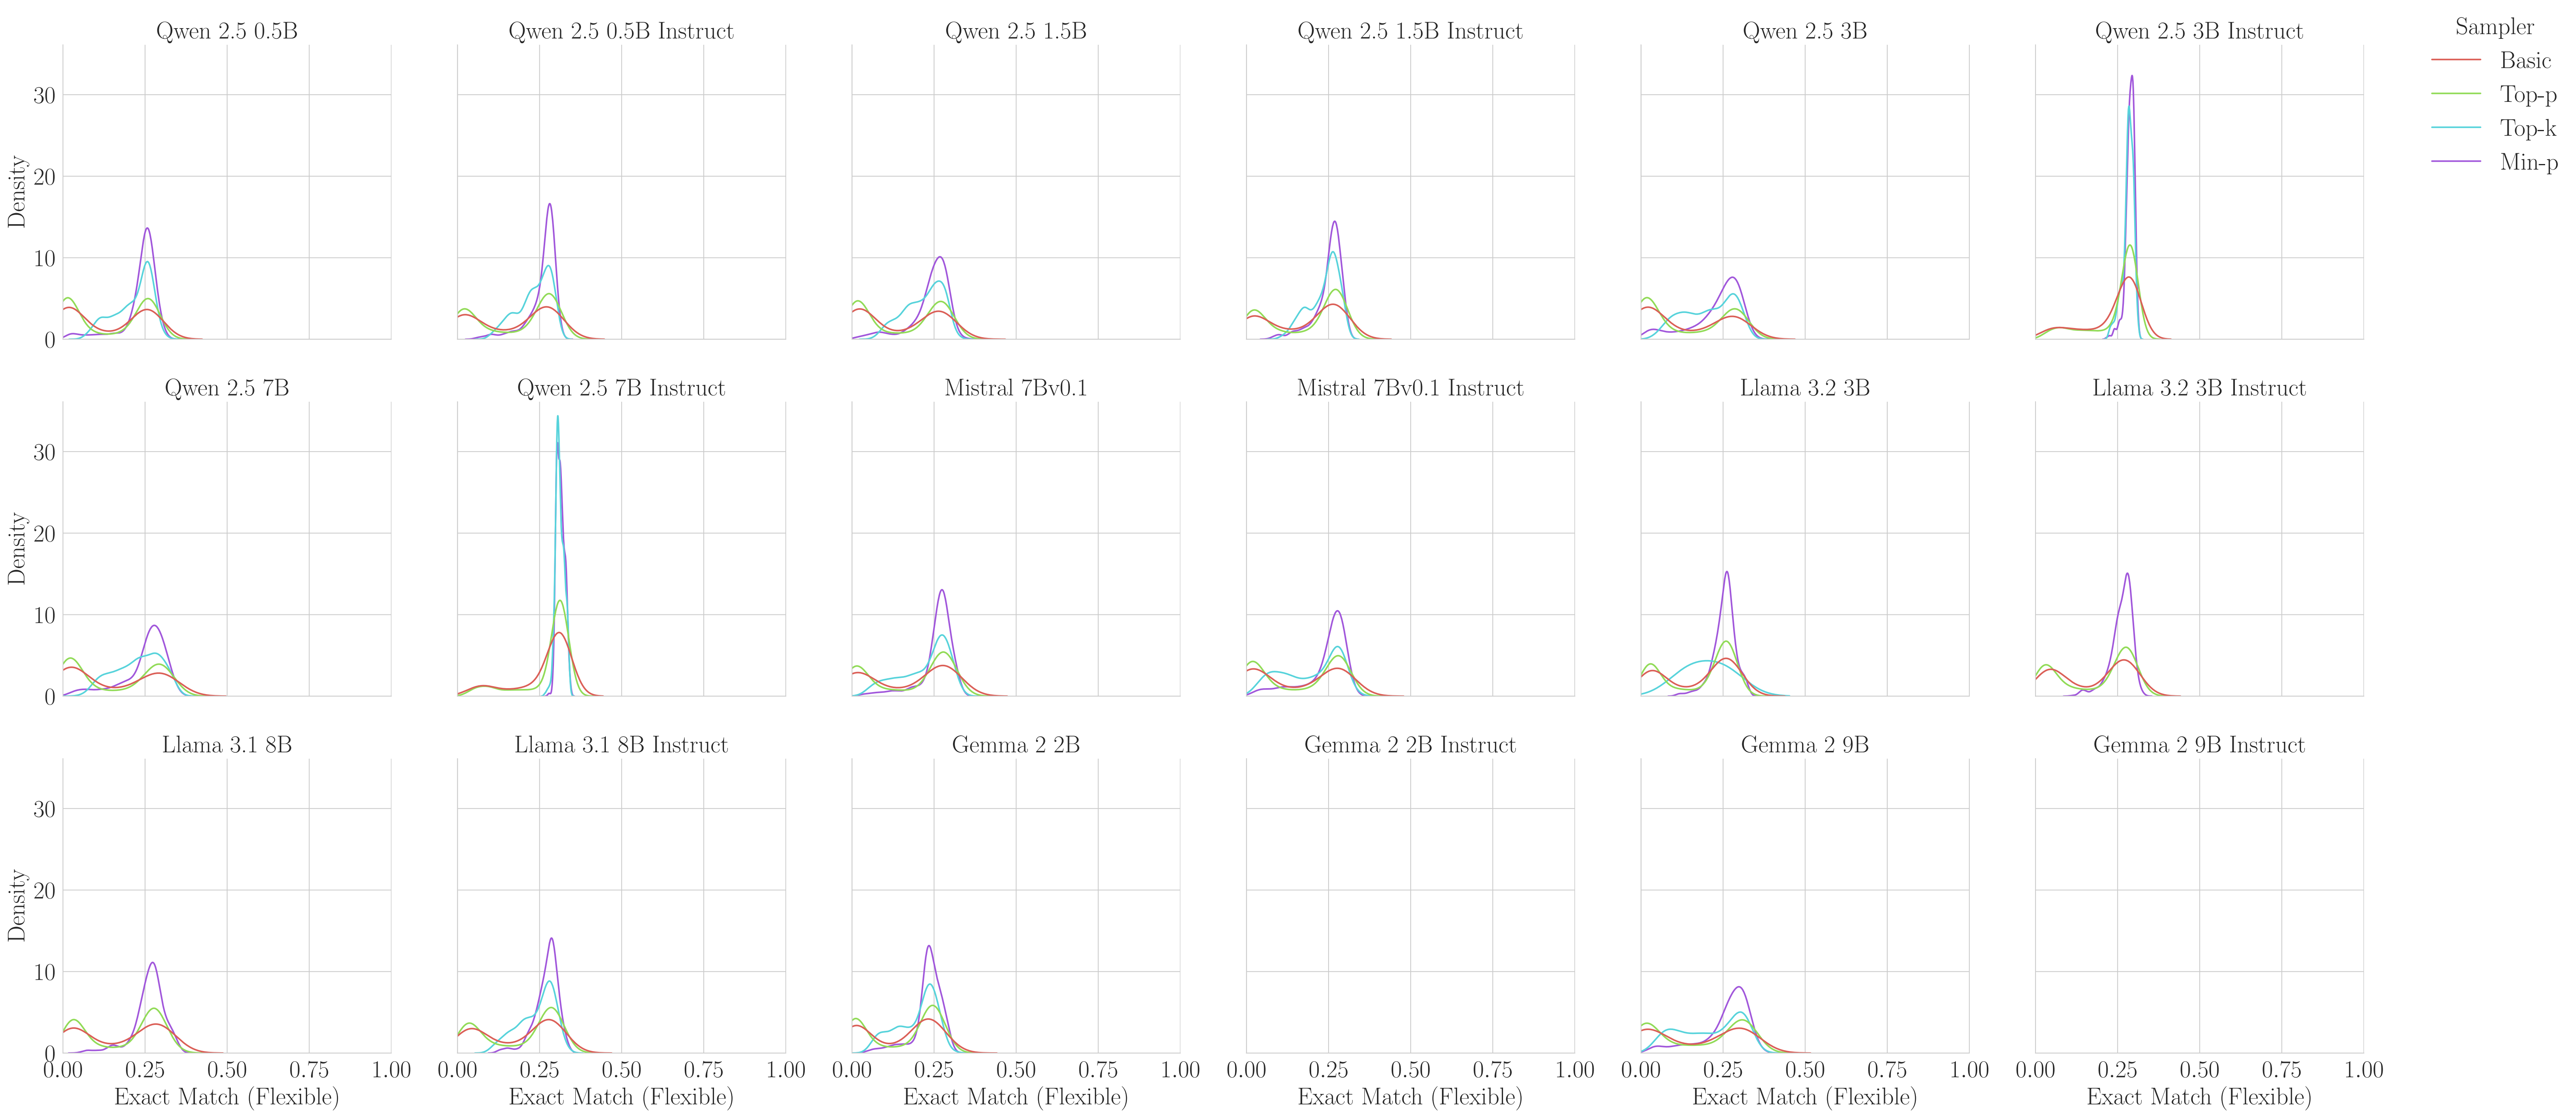 Qwen 2.5 0.5B
Qwen 2.5 0.5B Instruct
Qwen 2.5 1.5B
Qwen 2.5 1.5B Instruct
Qwen 2.5 3B
Qwen 2.5 3B Instruct
Sampler
Basic
Top-p
Top-k
Min-p
30
20
10
0
Density
Qwen 2.5 7B
Qwen 2.5 7B Instruct
Mistral 7Bv0.1
Mistral 7Bv0.1 Instruct
Llama 3.2 3B
Llama 3.2 3B Instruct
30
20
10
0
Density
Llama 3.1 8B
Llama 3.1 8B Instruct
Gemma 2 2B
Gemma 2 2B Instruct
Gemma 2 9B
Gemma 2 9B Instruct
30
20
10
0
Density
0.00 0.25 0.50 0.75 1.00
0.00 0.25 0.50 0.75 1.00
0.00 0.25 0.50 0.75 1.00
0.00 0.25 0.50 0.75 1.00
0.00 0.25 0.50 0.75 1.00
0.00 0.25 0.50 0.75 1.00
Exact Match (Flexible)
Exact Match (Flexible)
Exact Match (Flexible)
Exact Match (Flexible)
Exact Match (Flexible)
Exact Match (Flexible)